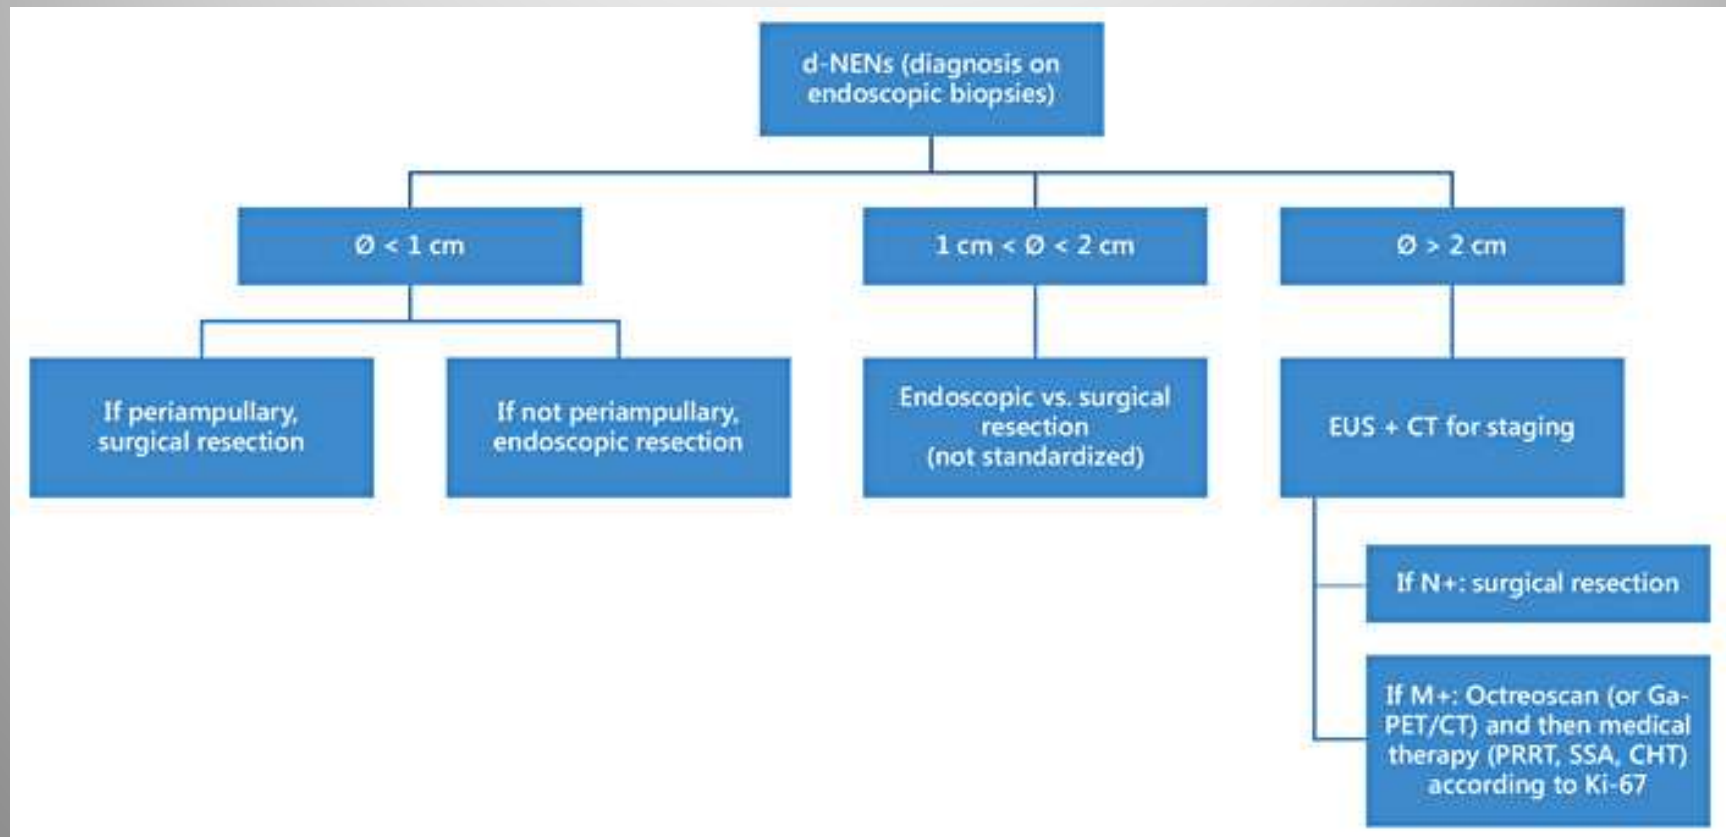 d-NENs (diagnosis on
endoscopic biopsies)
Ø < 1 cm
1 cm < Ø < 2 cm
Ø > 2 cm
If periampullary,
surgical resection
If not periampullary,
endoscopic resection
Endoscopic vs. surgical
resection
(not standardized)
EUS + CT for staging
If N+: surgical resection
If M+: Octreoscan (or Ga-
PET/CT) and then medical
therapy (PRRT, SSA, CHT)
according to Ki-67